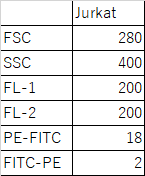 Jurkat
FSC 280
SSC 400
FL-1 200
FL-2 200
PE-FITC 18
FITC-PE 2